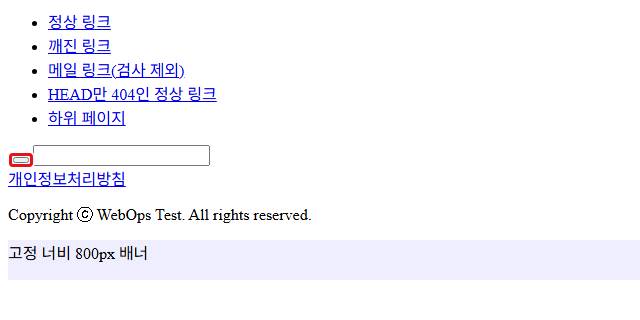 정상 링크
깨진 링크
메일 링크(검사 제외)
HEAD만 404인 정상 링크
하위 페이지
개인정보처리방침
Copyright ⓒ WebOps Test. All rights reserved.
고정 너비 800px 배너